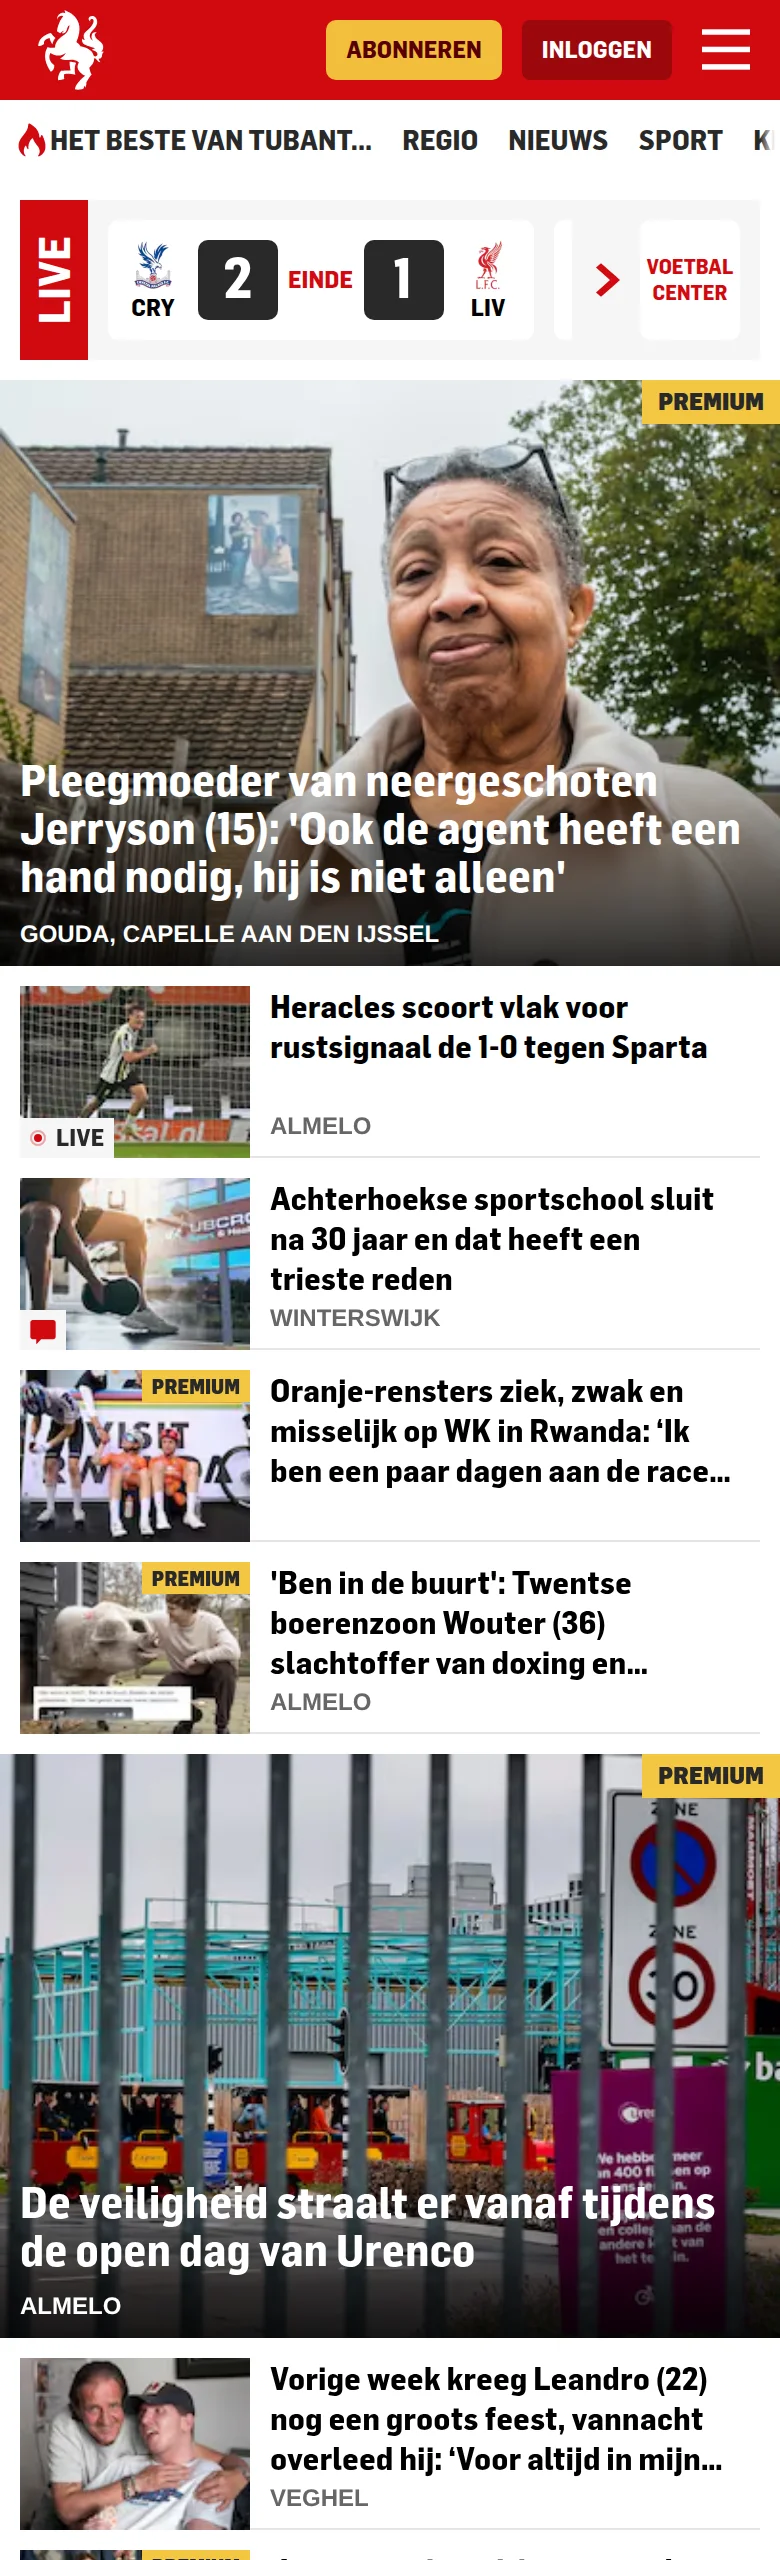 ABONNEREN
INLOGGEN
HET BESTE VAN TUBANT...
REGIO
NIEUWS
SPORT
LIVE
2
EINDE
1
CRY
L.F.C.
LIV
VOETBAL
CENTER
PREMIUM
Pleegmoeder van neergeschoten
Jerryson (15): 'Ook de agent heeft een
hand nodig, hij is niet alleen'
GOUDA, CAPELLE AAN DEN IJSSEL
Heracles scoort vlak voor
rustsignaal de 1-0 tegen Sparta
LIVE
ALMELO
Achterhoekse sportschool sluit
na 30 jaar en dat heeft een
trieste reden
WINTERSWIJK
PREMIUM
VISIT
Oranje-rensters ziek, zwak en
misselijk op WK in Rwanda: ‘Ik
ben een paar dagen aan de race...
PREMIUM
'Ben in de buurt': Twentse
boerenzoon Wouter (36)
slachtoffer van doxing en...
ALMELO
PREMIUM
ZONE
ZONE
30
De veiligheid straalt er vanaf tijdens
de open dag van Urenco
ALMELO
Vorige week kreeg Leandro (22)
nog een groots feest, vannacht
overleed hij: ‘Voor altijd in mijn...
VEGHEL